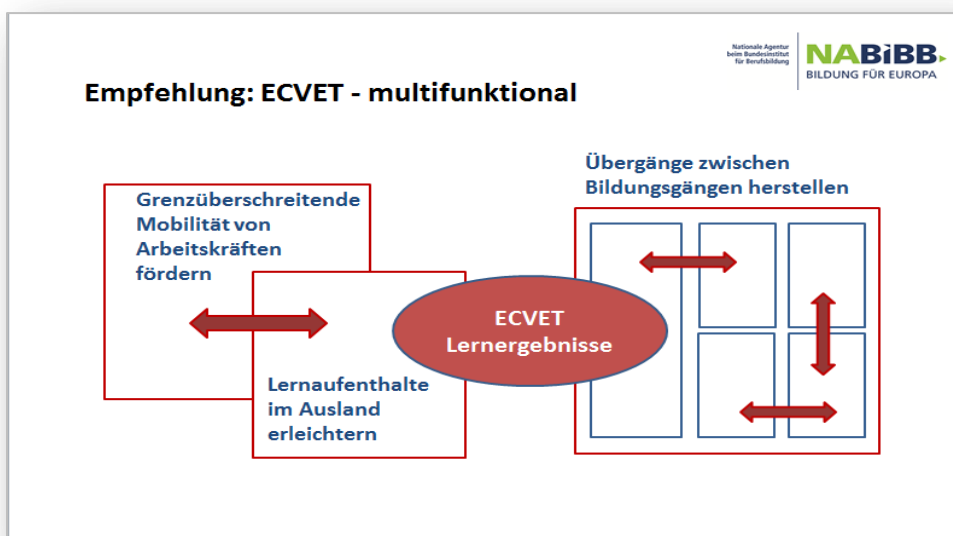 Nationale Agentur
beim Bundesinstitut
für Berufsbildung
NABiBB
BILDUNG FÜR EUROPA
Empfehlung: ECVET - multifunktional
Grenzüberschreitende
Mobilität von
Arbeitskräften
fördern
Lernaufenthalte
im Ausland
erleichtern
ECVET
Lernergebnisse
Übergänge zwischen
Bildungsgängen herstellen